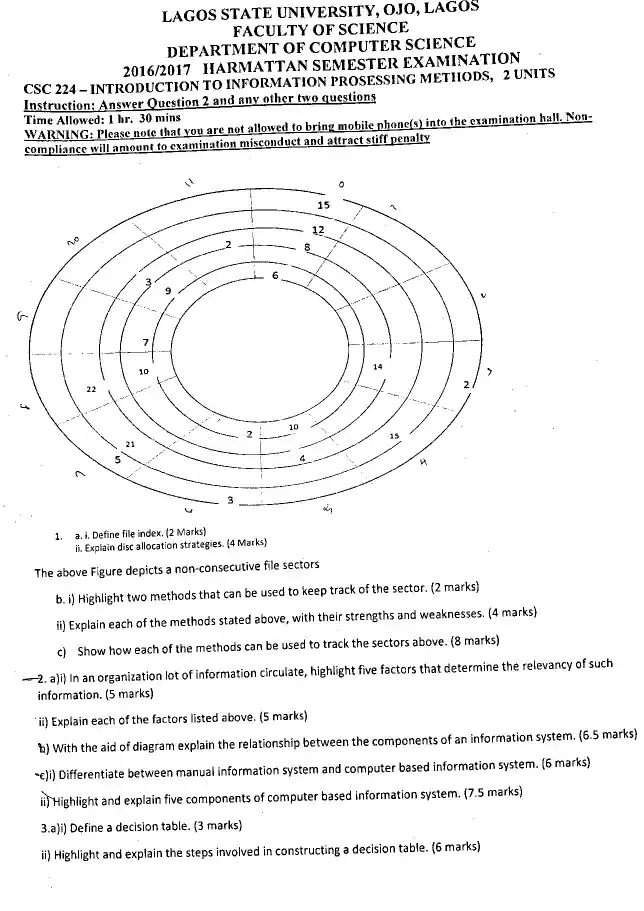 LAGOS STATE UNIVERSITY, OJO, LAGOS
FACULTY OF SCIENCE
DEPARTMENT OF COMPUTER SCIENCE
2016/2017 HARMATTAN SEMESTER EXAMINATION
CSC 224 – INTRODUCTION TO INFORMATION PROSESSING METHODS, 2 UNITS
Instruction: Answer Question 2 and any other two questions
Time Allowed: 1 hr. 30 mins
WARNING: Please note that you are not allowed to bring mobile phone(s) into the examination hall. Non-
compliance will amount to examination misconduct and attract stiff penalty
11 0
15
12
2 8
3
6
9
7
10
14
22
2
2 10
15
21
5 4
3
1. a. i. Define file index. (2 Marks)
ii. Explain disc allocation strategies. (4 Marks)
The above Figure depicts a non-consecutive file sectors
b. i) Highlight two methods that can be used to keep track of the sector. (2 marks)
ii) Explain each of the methods stated above, with their strengths and weaknesses. (4 marks)
c) Show how each of the methods can be used to track the sectors above. (8 marks)
2. a)i) In an organization lot of information circulate, highlight five factors that determine the relevancy of such
information. (5 marks)
ii) Explain each of the factors listed above. (5 marks)
b) With the aid of diagram explain the relationship between the components of an information system. (6.5 marks)
c)i) Differentiate between manual information system and computer based information system. (6 marks)
ii) Highlight and explain five components of computer based information system. (7.5 marks)
3.a)i) Define a decision table. (3 marks)
ii) Highlight and explain the steps involved in constructing a decision table. (6 marks)